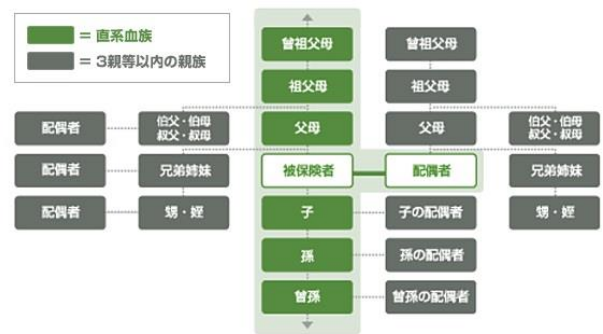 = 直系血族
= 3親等以内の親族
曾祖父母
曾祖父母
祖父母
祖父母
配偶者
伯父・伯母
叔父・叔母
父母
父母
伯父・伯母
叔父・叔母
配偶者
兄弟姉妹
被保険者
配偶者
兄弟姉妹
配偶者
甥・姪
子
子の配偶者
甥・姪
孫
孫の配偶者
曾孫
曾孫の配偶者